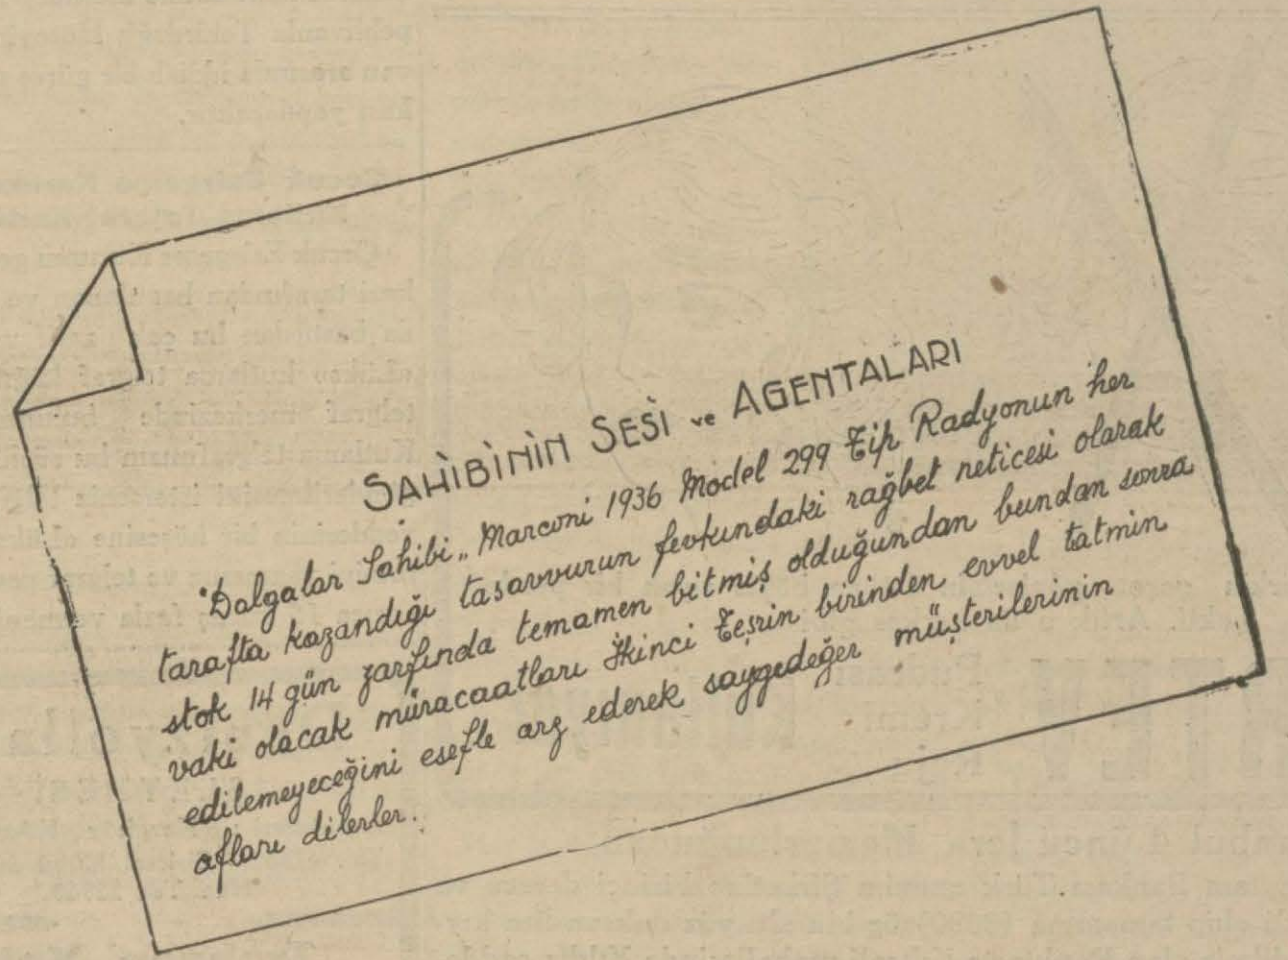 SAHİBİNİN SESİ ve AGENTALARI
"Dalgalar Sahibi,, Marconi 1936 Model 299 Tip Radyonun her
tarafta kazandığı tasavvurun fevkındaki rağbet neticesi olarak
stok 14 gün zarfında temamen bitmiş olduğundan bundan sonra
vaki olacak müracaatları İkinci Teşrin birinden evvel tatmin
edilemeyeceğini esefle arz ederek saygıdeğer müşterilerinin
afları dilerler.